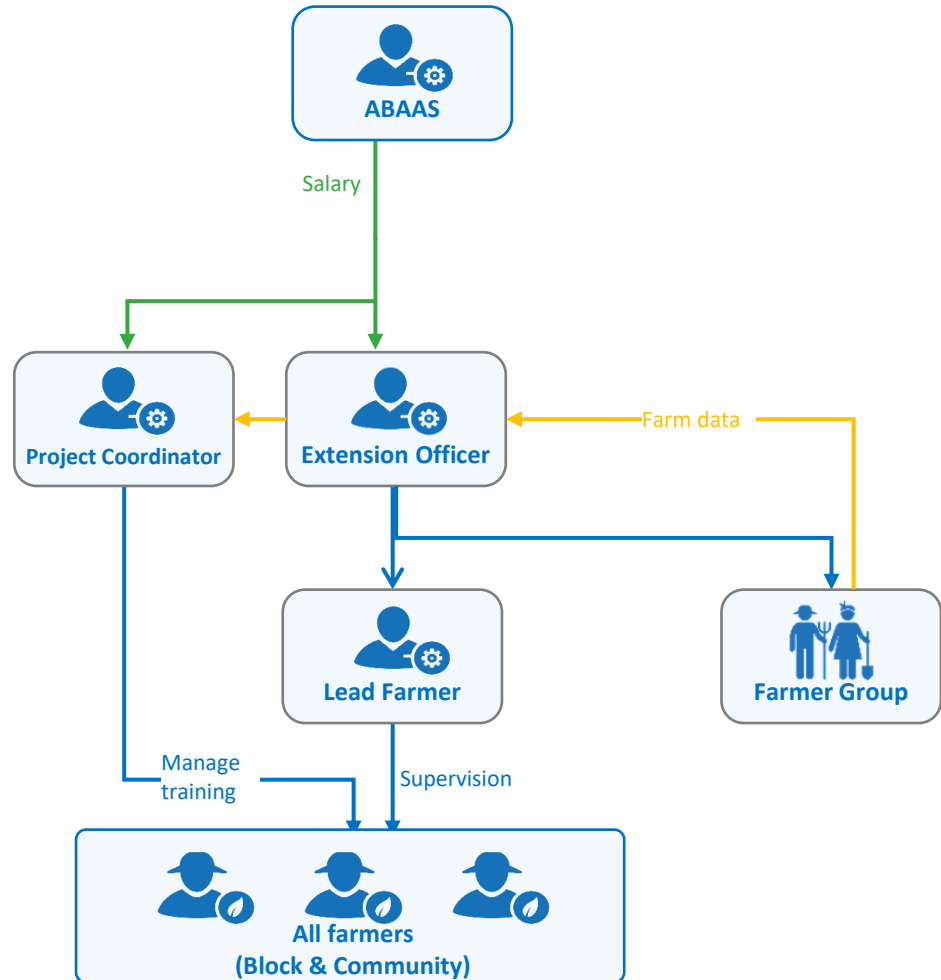 ABAAS
Salary
Project Coordinator
Extension Officer
Farm data
Lead Farmer
Farmer Group
Manage
training
Supervision
All farmers
(Block & Community)